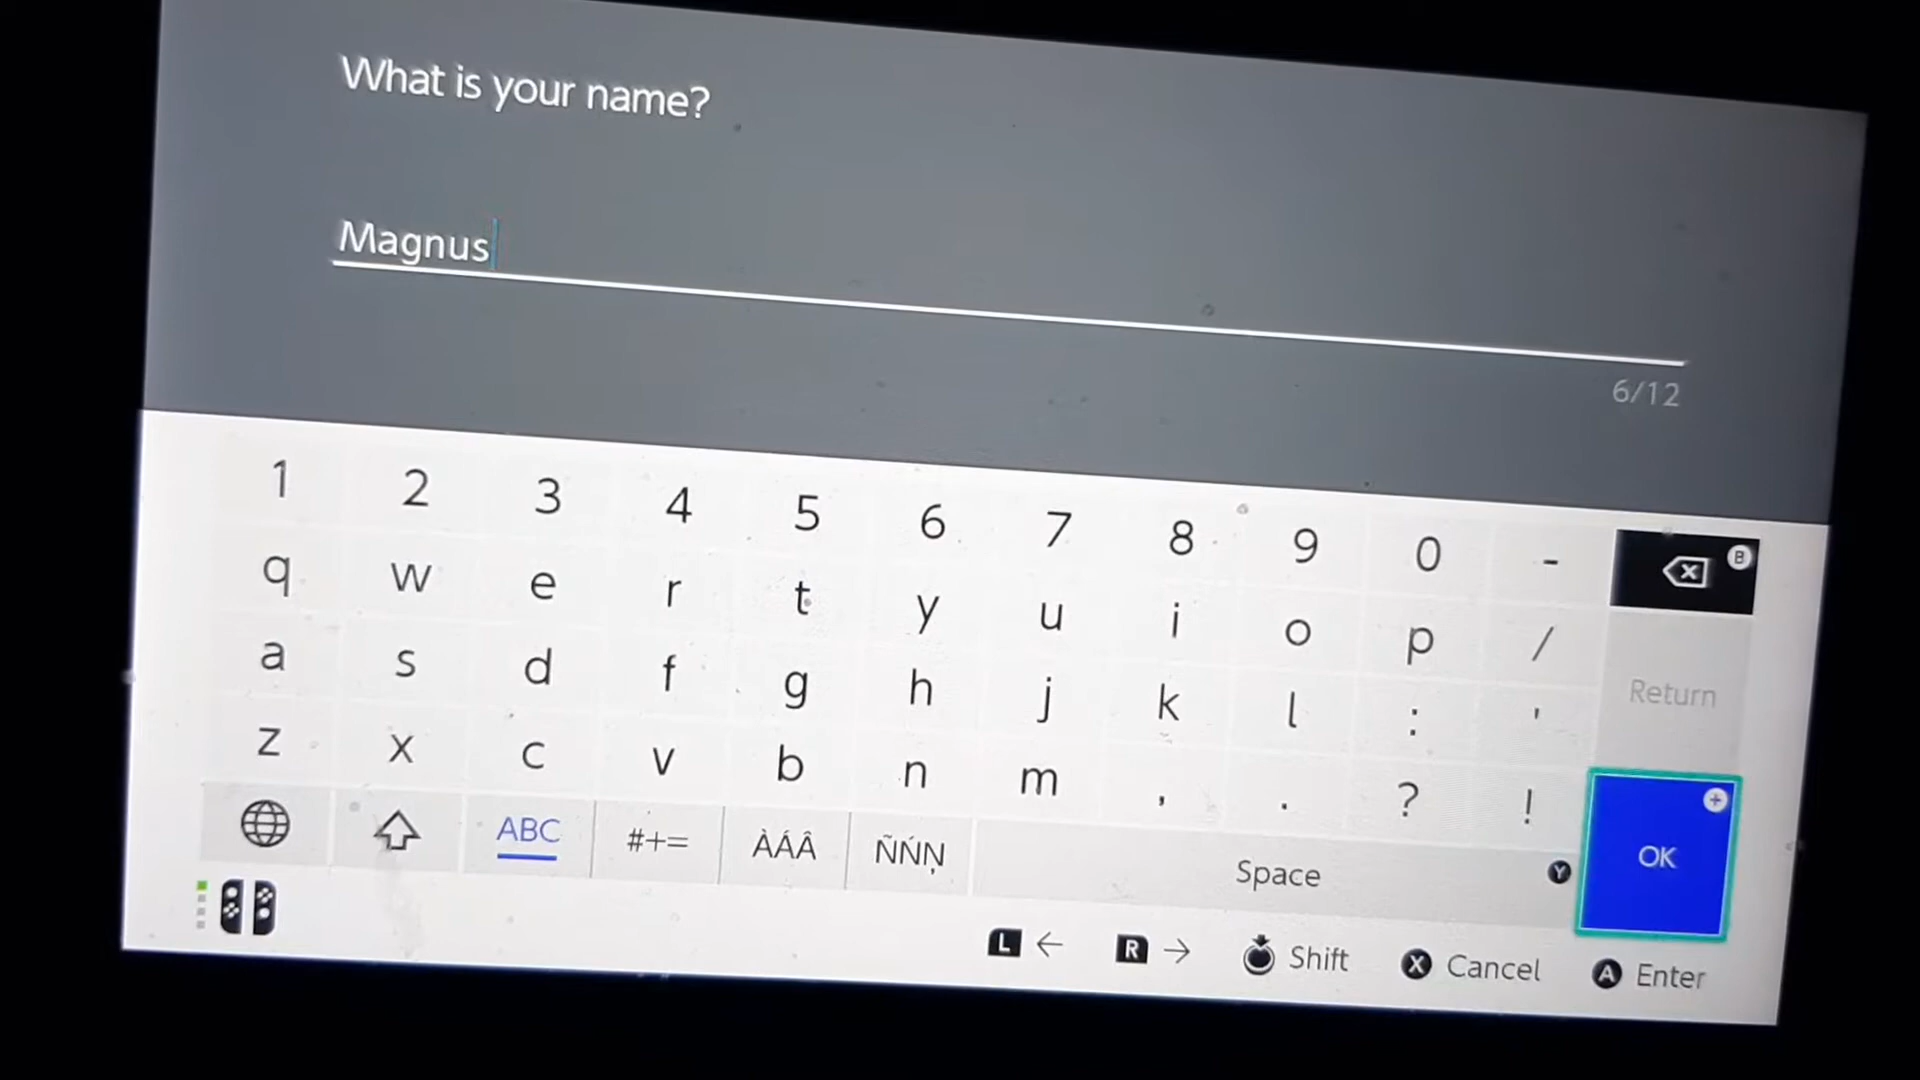 What is your name?
Magnus
6/12
1 2 3 4 5 6 7 8 9 0 -
B
q w e r t y u i o p /
a s d f g h j k l : '
Return
z x c v b n m , . ? !
ABC #+= ÀÁÂ ÑŃŅ Space Y
+ OK
L ← R → Shift X Cancel A Enter